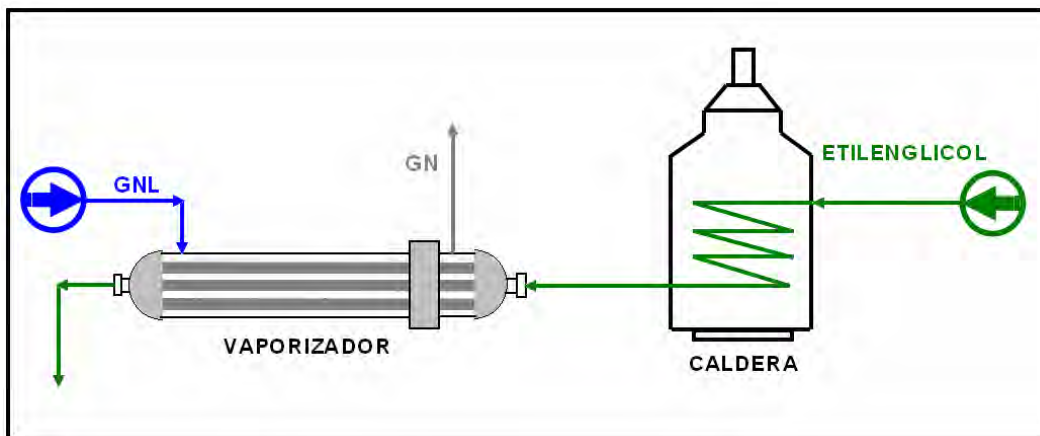 ETILENGLICOL
GN
GNL
VAPORIZADOR
CALDERA